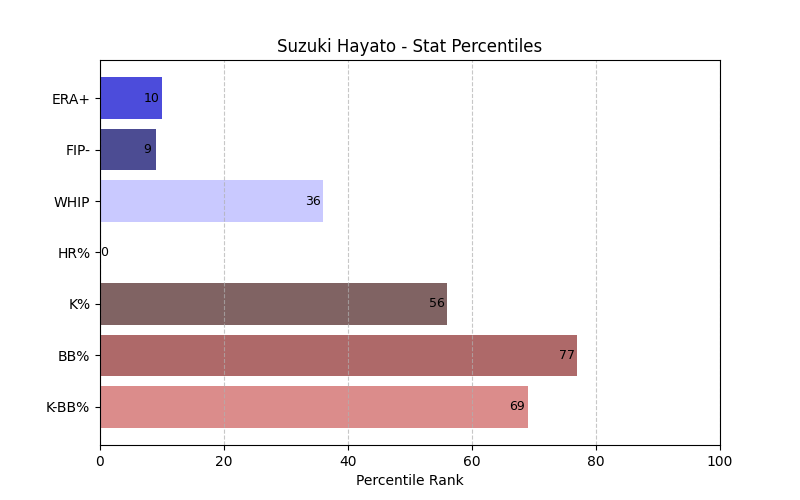 Suzuki Hayato - Stat Percentiles
ERA+ 10
FIP- 9
WHIP 36
HR% 0
K% 56
BB% 77
K-BB% 69
0 20 40 60 80 100
Percentile Rank